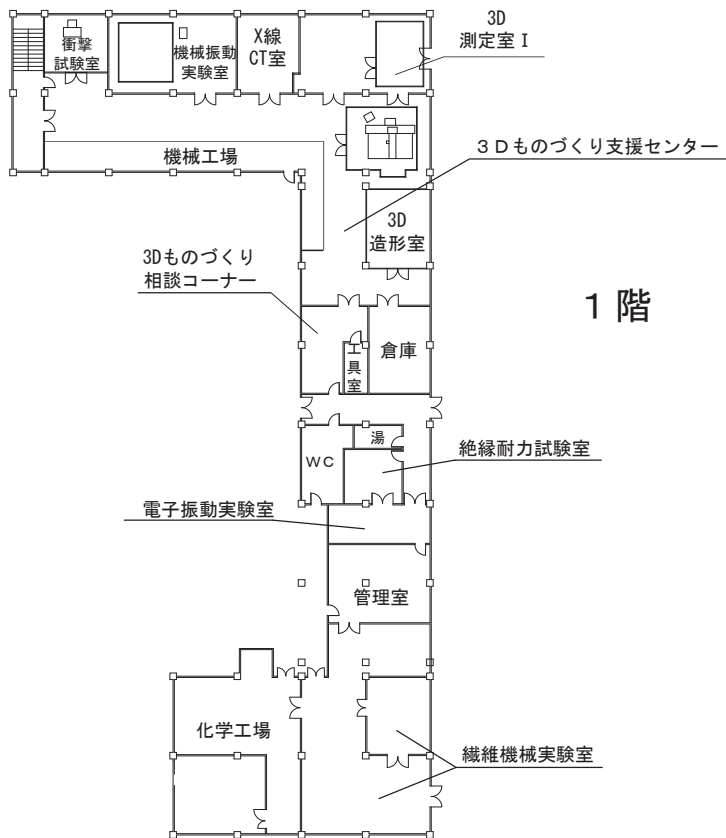 3D
測定室Ⅰ
衝撃
試験室
機械振動
実験室
X線
CT室
機械工場
3Dものづくり支援センター
3D
造形室
3Dものづくり
相談コーナー
1階
工具室
倉庫
湯
WC
絶縁耐力試験室
電子振動実験室
管理室
化学工場
繊維機械実験室